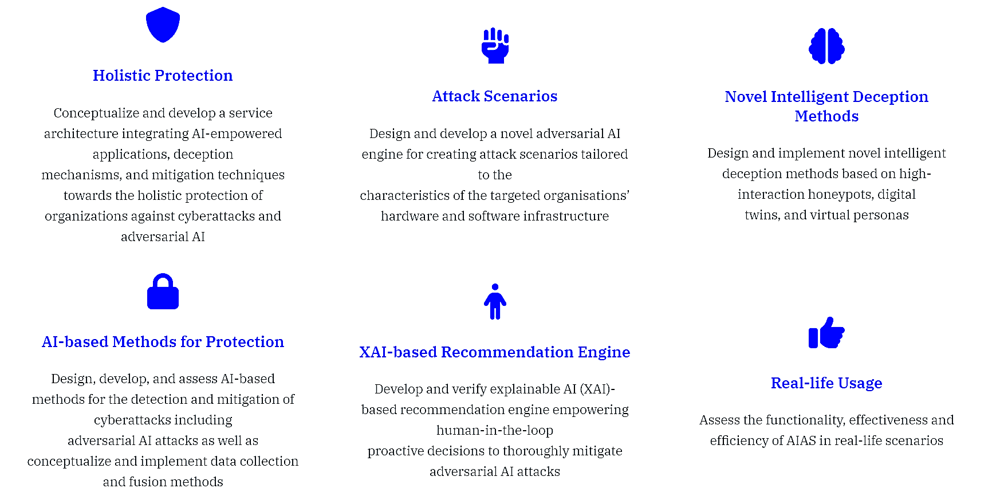 Holistic Protection
Conceptualize and develop a service
architecture integrating AI-empowered
applications, deception
mechanisms, and mitigation techniques
towards the holistic protection of
organizations against cyberattacks and
adversarial AI
Attack Scenarios
Design and develop a novel adversarial AI
engine for creating attack scenarios tailored
to the
characteristics of the targeted organisations’
hardware and software infrastructure
Novel Intelligent Deception
Methods
Design and implement novel intelligent
deception methods based on high-
interaction honeypots, digital
twins, and virtual personas
AI-based Methods for Protection
Design, develop, and assess AI-based
methods for the detection and mitigation of
cyberattacks including
adversarial AI attacks as well as
conceptualize and implement data collection
and fusion methods
XAI-based Recommendation Engine
Develop and verify explainable AI (XAI)-
based recommendation engine empowering
human-in-the-loop
proactive decisions to thoroughly mitigate
adversarial AI attacks
Real-life Usage
Assess the functionality, effectiveness and
efficiency of AIAS in real-life scenarios